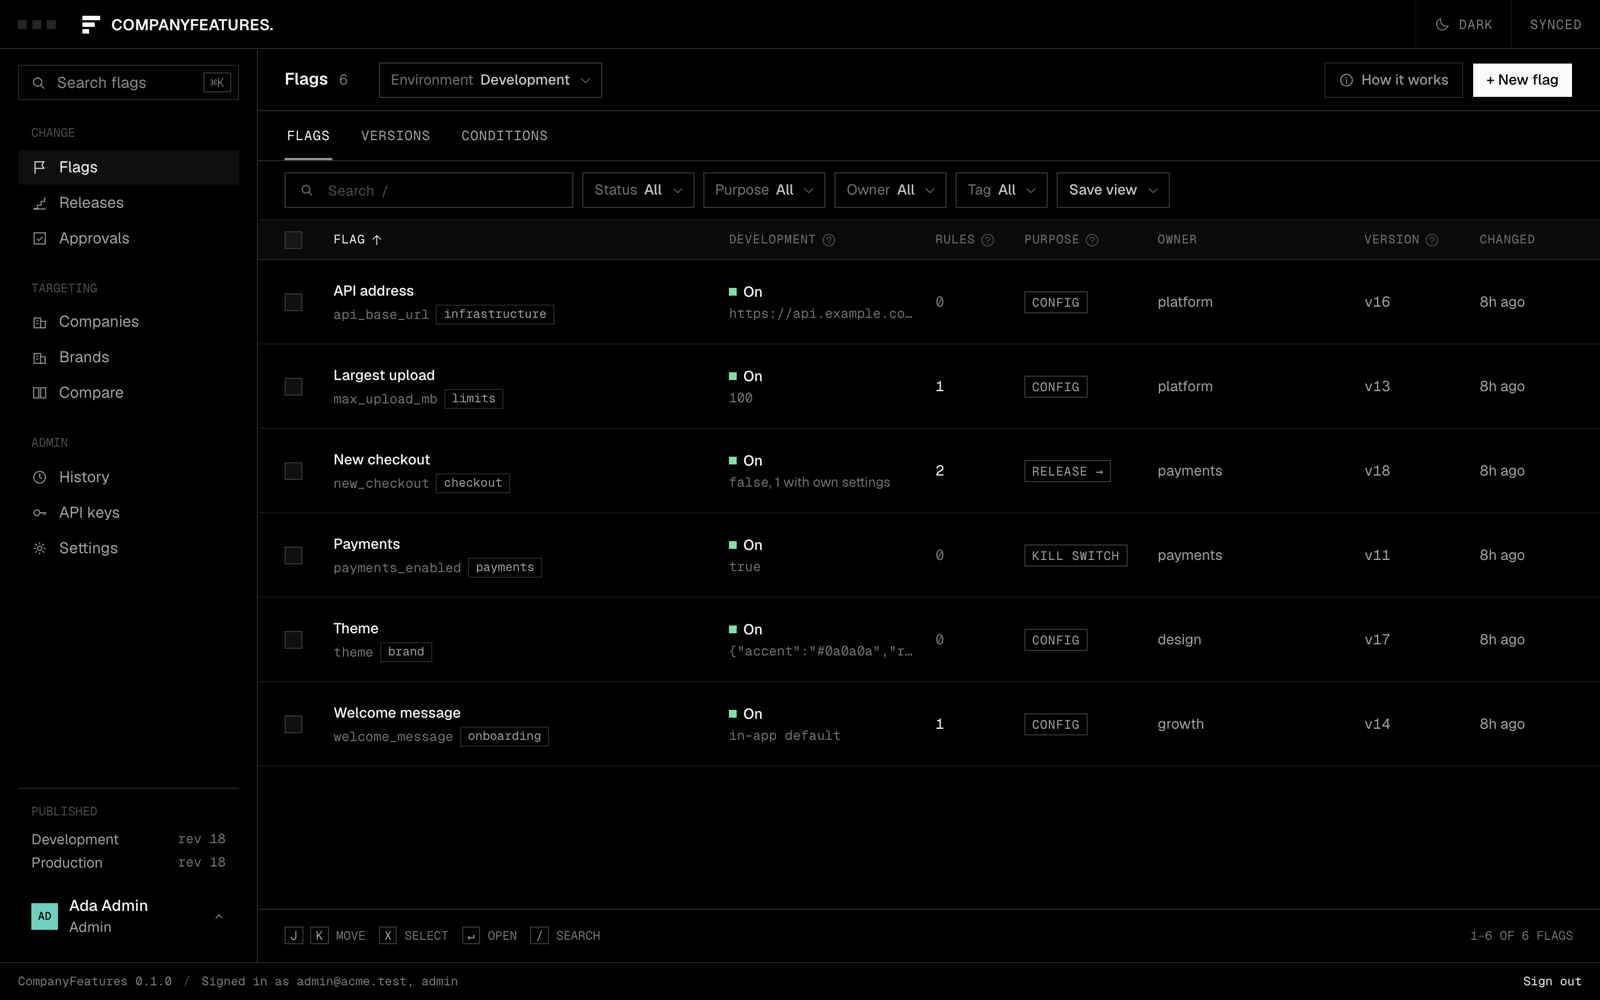 COMPANYFEATURES.
DARK
SYNCED
Search flags ⌘K
CHANGE
Flags
Releases
Approvals
TARGETING
Companies
Brands
Compare
ADMIN
History
API keys
Settings
PUBLISHED
Development rev 18
Production rev 18
AD
Ada Admin
Admin
Flags 6
Environment Development
How it works
+ New flag
FLAGS VERSIONS CONDITIONS
Search /
Status All
Purpose All
Owner All
Tag All
Save view
FLAG ↑ DEVELOPMENT ? RULES ? PURPOSE ? OWNER VERSION ? CHANGED
API address
api_base_url infrastructure
On
https://api.example.co…
0 CONFIG platform v16 8h ago
Largest upload
max_upload_mb limits
On
100
1 CONFIG platform v13 8h ago
New checkout
new_checkout checkout
On
false, 1 with own settings
2 RELEASE → payments v18 8h ago
Payments
payments_enabled payments
On
true
0 KILL SWITCH payments v11 8h ago
Theme
theme brand
On
{"accent":"#0a0a0a","r…
0 CONFIG design v17 8h ago
Welcome message
welcome_message onboarding
On
in-app default
1 CONFIG growth v14 8h ago
J K MOVE X SELECT ↵ OPEN / SEARCH
1-6 OF 6 FLAGS
CompanyFeatures 0.1.0 / Signed in as admin@acme.test, admin
Sign out